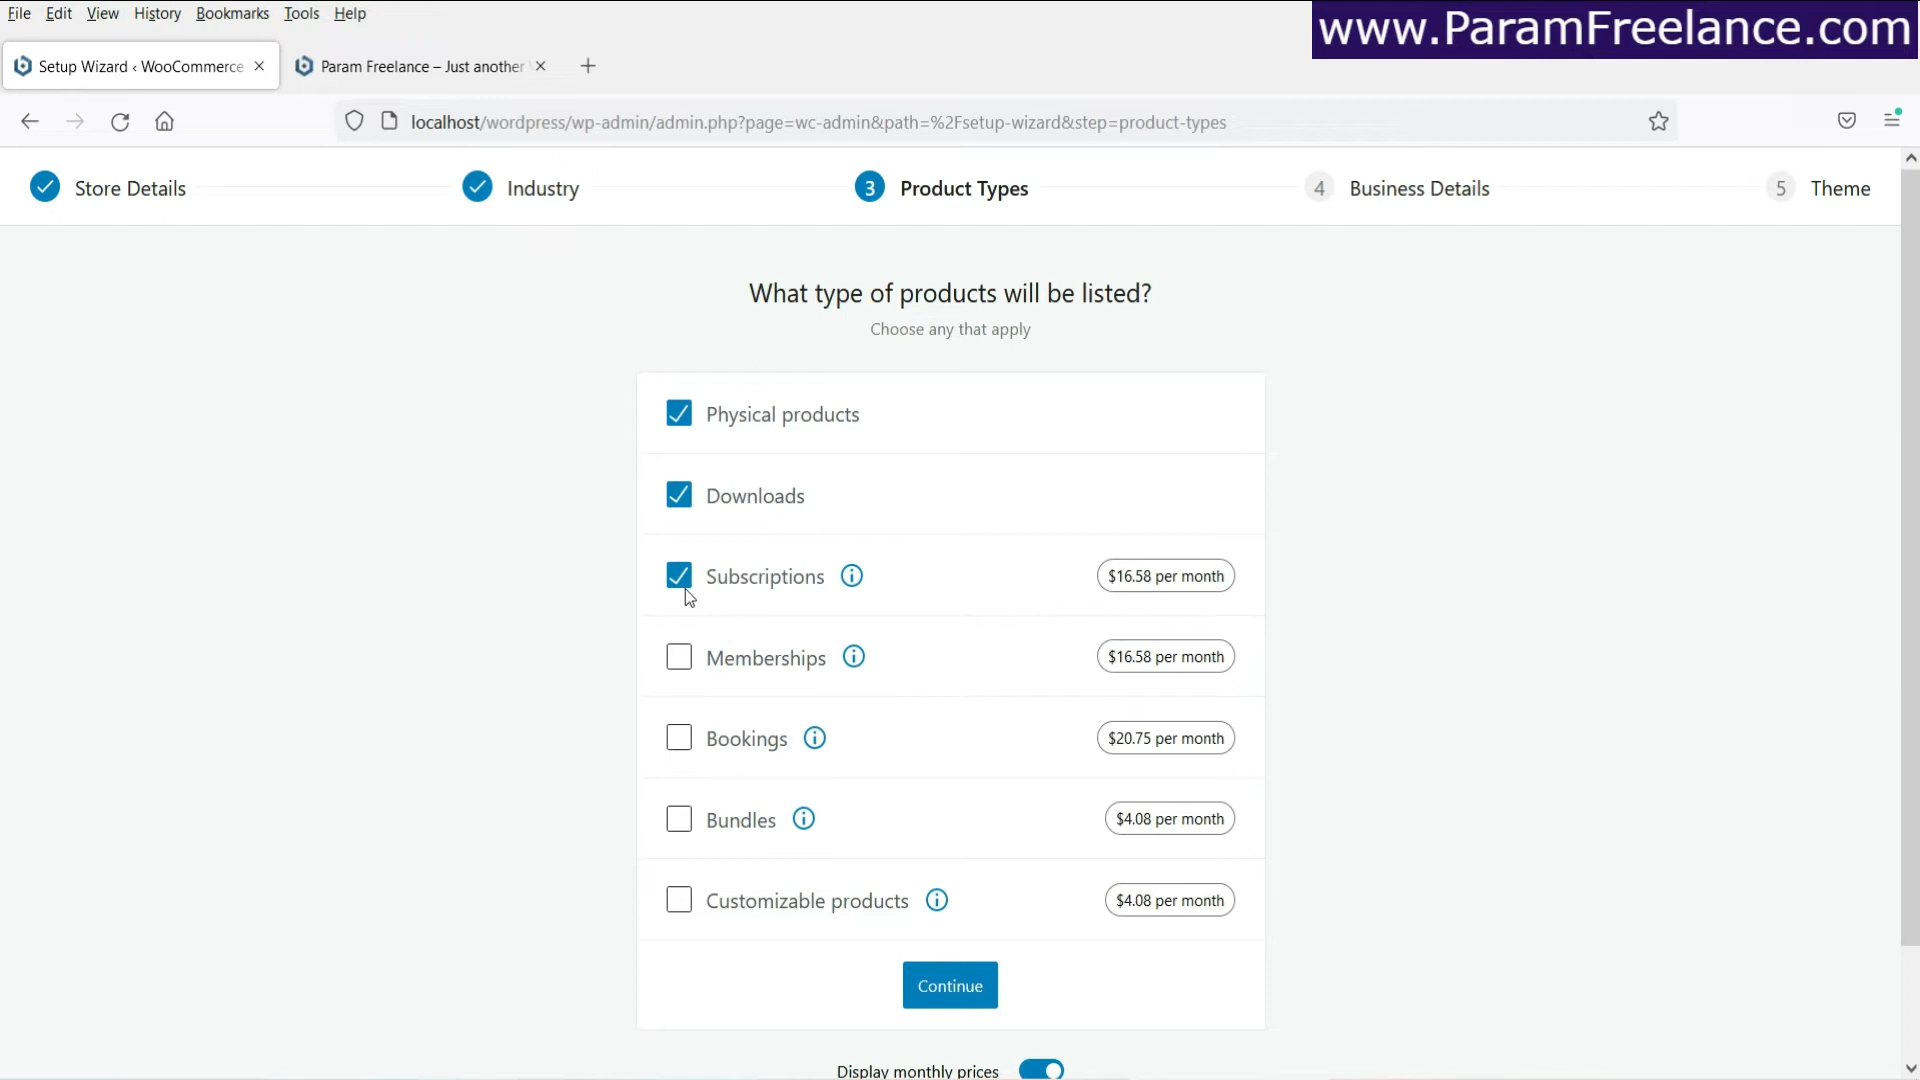 File Edit View History Bookmarks Tools Help
www.ParamFreelance.com
Setup Wizard ‹ WooCommerce
Param Freelance – Just another
localhost/wordpress/wp-admin/admin.php?page=wc-admin&path=%2Fsetup-wizard&step=product-types
Store Details
Industry
3 Product Types
4 Business Details
5 Theme
What type of products will be listed?
Choose any that apply
Physical products
Downloads
Subscriptions $16.58 per month
Memberships $16.58 per month
Bookings $20.75 per month
Bundles $4.08 per month
Customizable products $4.08 per month
Continue
Display monthly prices